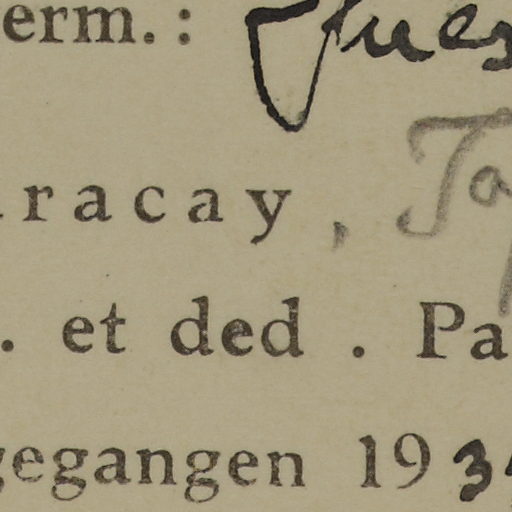 erm.:
racay,
. et ded . Pa
gegangen 193